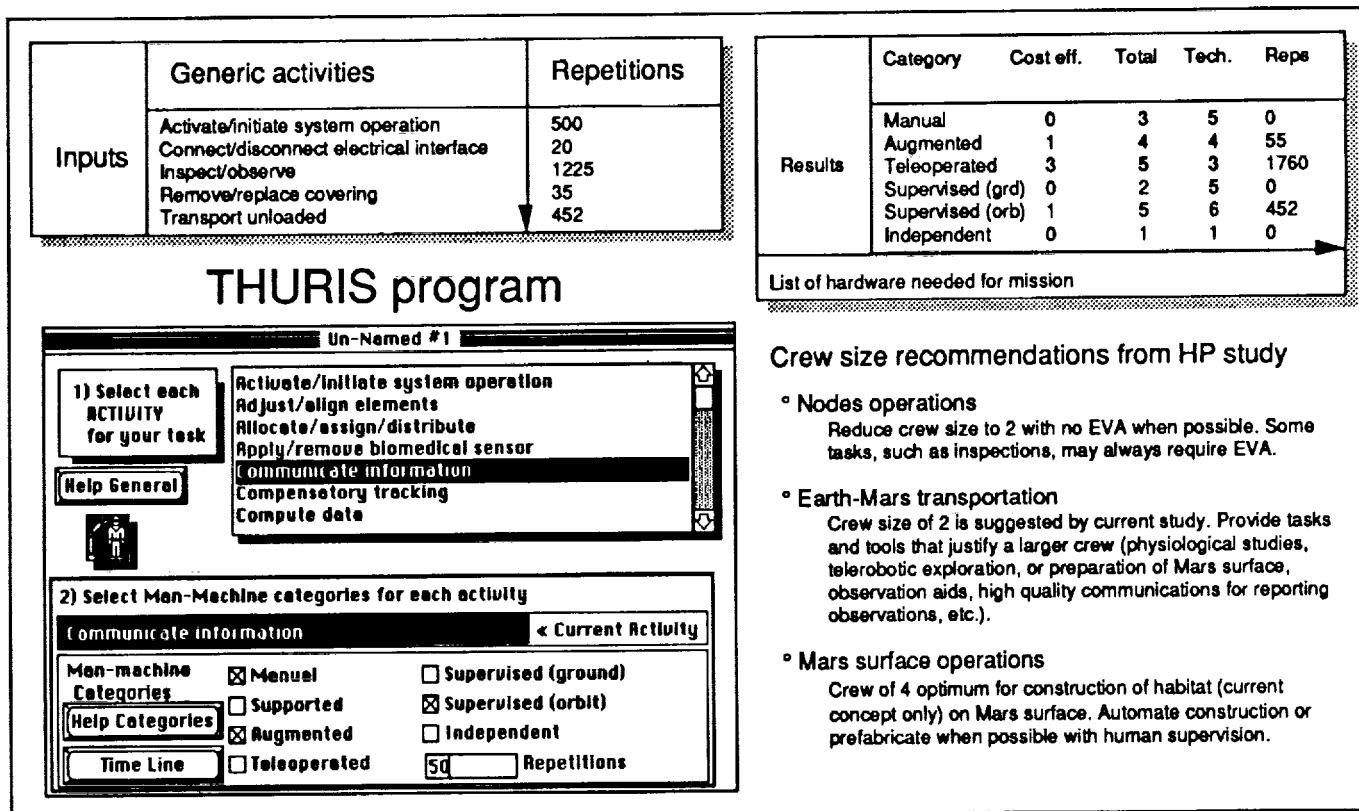 Inputs
Generic activities Repetitions
Activate/initiate system operation 500
Connect/disconnect electrical interface 20
Inspect/observe 1225
Remove/replace covering 35
Transport unloaded 452
Results
Category Cost eff. Total Tech. Reps
Manual 0 3 5 0
Augmented 1 4 4 55
Teleoperated 3 5 3 1760
Supervised (grd) 0 2 5 0
Supervised (orb) 1 5 6 452
Independent 0 1 1 0
List of hardware needed for mission
THURIS program
Un-Named #1
1) Select each
ACTIVITY
for your task
Help General
Activate/initiate system operation
Adjust/align elements
Allocate/assign/distribute
Apply/remove biomedical sensor
Communicate information
Compensatory tracking
Compute data
2) Select Man-Machine categories for each activity
Communicate information « Current Activity
Man-machine
Categories
Help Categories
Time Line
Manual
Supported
Augmented
Teleoperated
Supervised (ground)
Supervised (orbit)
Independent
50 Repetitions
Crew size recommendations from HP study
° Nodes operations
Reduce crew size to 2 with no EVA when possible. Some
tasks, such as inspections, may always require EVA.
° Earth-Mars transportation
Crew size of 2 is suggested by current study. Provide tasks
and tools that justify a larger crew (physiological studies,
telerobotic exploration, or preparation of Mars surface,
observation aids, high quality communications for reporting
observations, etc.).
° Mars surface operations
Crew of 4 optimum for construction of habitat (current
concept only) on Mars surface. Automate construction or
prefabricate when possible with human supervision.